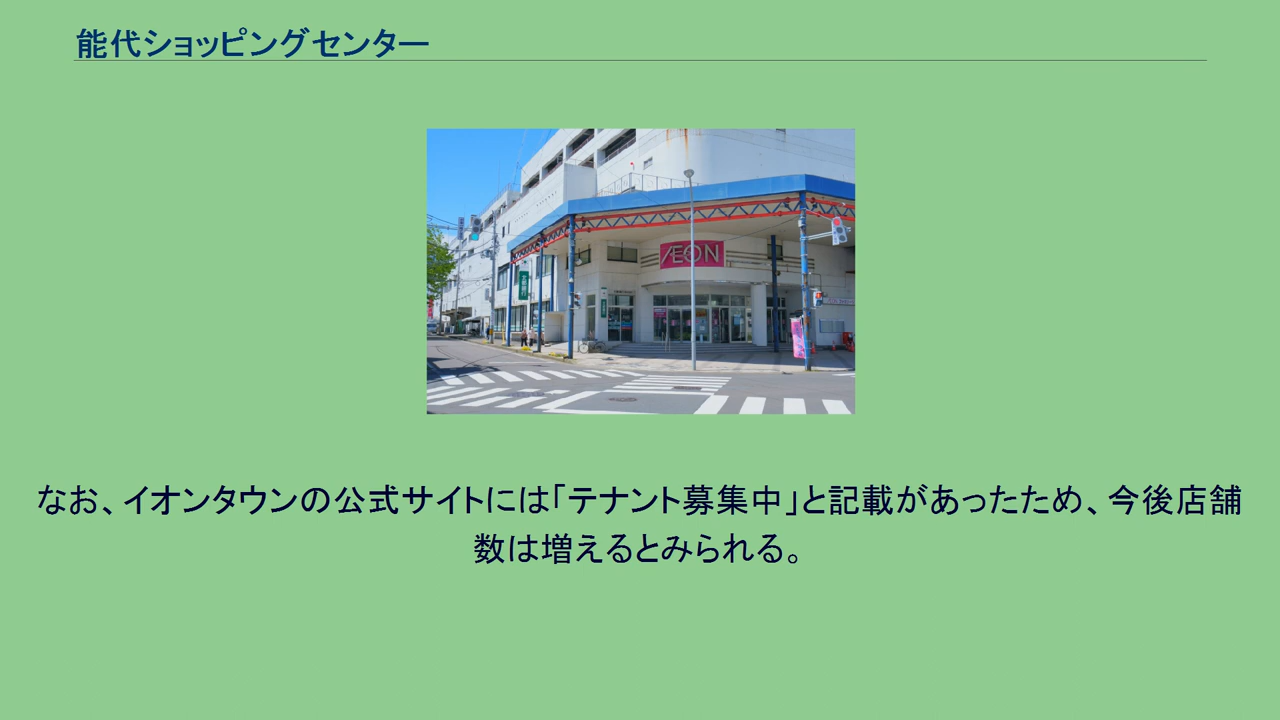 能代ショッピングセンター
ÆON
なお、イオンタウンの公式サイトには「テナント募集中」と記載があったため、今後店舗
数は増えるとみられる。